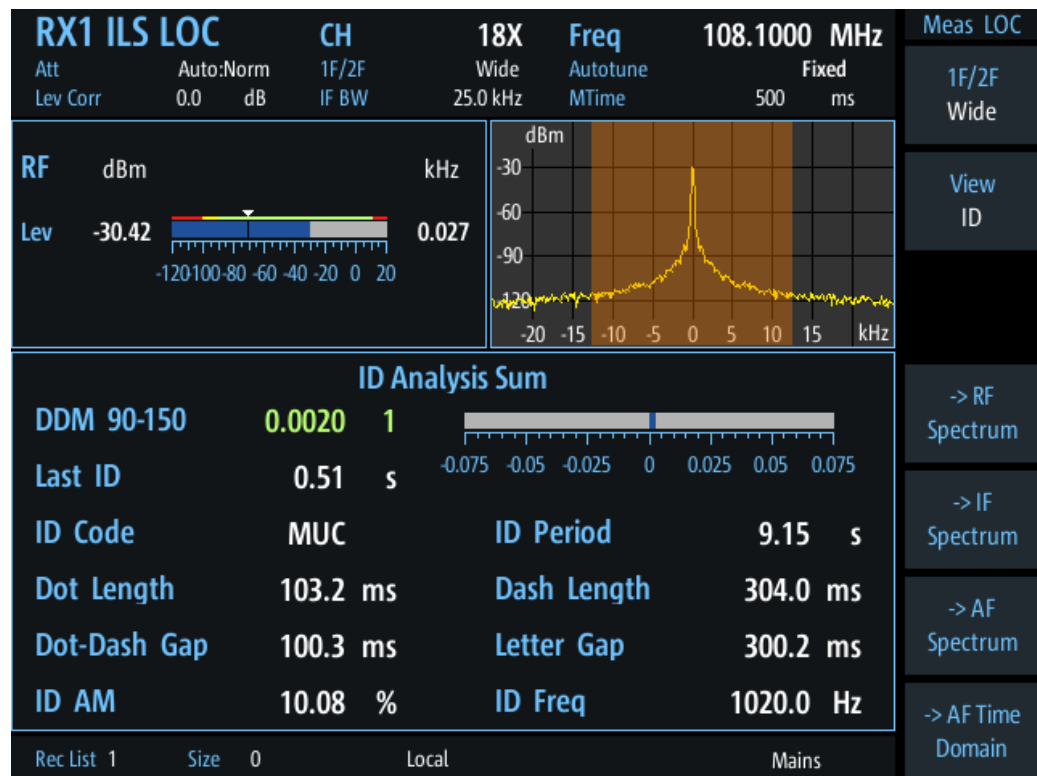 RX1 ILS LOC CH 18X Freq 108.1000 MHz
Att Auto:Norm 1F/2F Wide Autotune Fixed
Lev Corr 0.0 dB IF BW 25.0 kHz MTime 500 ms
Meas LOC
1F/2F
Wide
View
ID
-> RF
Spectrum
-> IF
Spectrum
-> AF
Spectrum
-> AF Time
Domain
RF dBm kHz
Lev -30.42 0.027
-120 -100 -80 -60 -40 -20 0 20
dBm
-30
-60
-90
-120
-20 -15 -10 -5 0 5 10 15 kHz
ID Analysis Sum
DDM 90-150 0.0020 1
-0.075 -0.05 -0.025 0 0.025 0.05 0.075
Last ID 0.51 s
ID Code MUC ID Period 9.15 s
Dot Length 103.2 ms Dash Length 304.0 ms
Dot-Dash Gap 100.3 ms Letter Gap 300.2 ms
ID AM 10.08 % ID Freq 1020.0 Hz
Rec List 1 Size 0 Local Mains